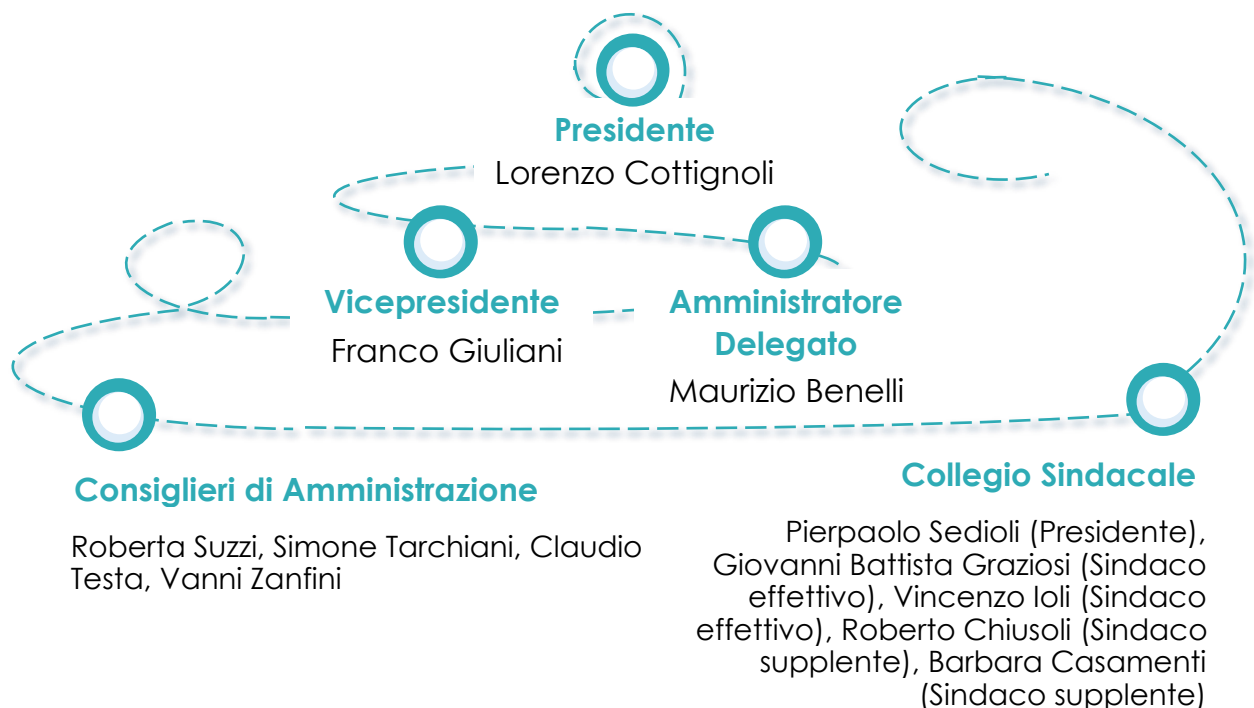 Presidente
Lorenzo Cottignoli
Vicepresidente
Franco Giuliani
Amministratore
Delegato
Maurizio Benelli
Consiglieri di Amministrazione
Roberta Suzzi, Simone Tarchiani, Claudio
Testa, Vanni Zanfini
Collegio Sindacale
Pierpaolo Sedioli (Presidente),
Giovanni Battista Graziosi (Sindaco
effettivo), Vincenzo Ioli (Sindaco
effettivo), Roberto Chiusoli (Sindaco
supplente), Barbara Casamenti
(Sindaco supplente)